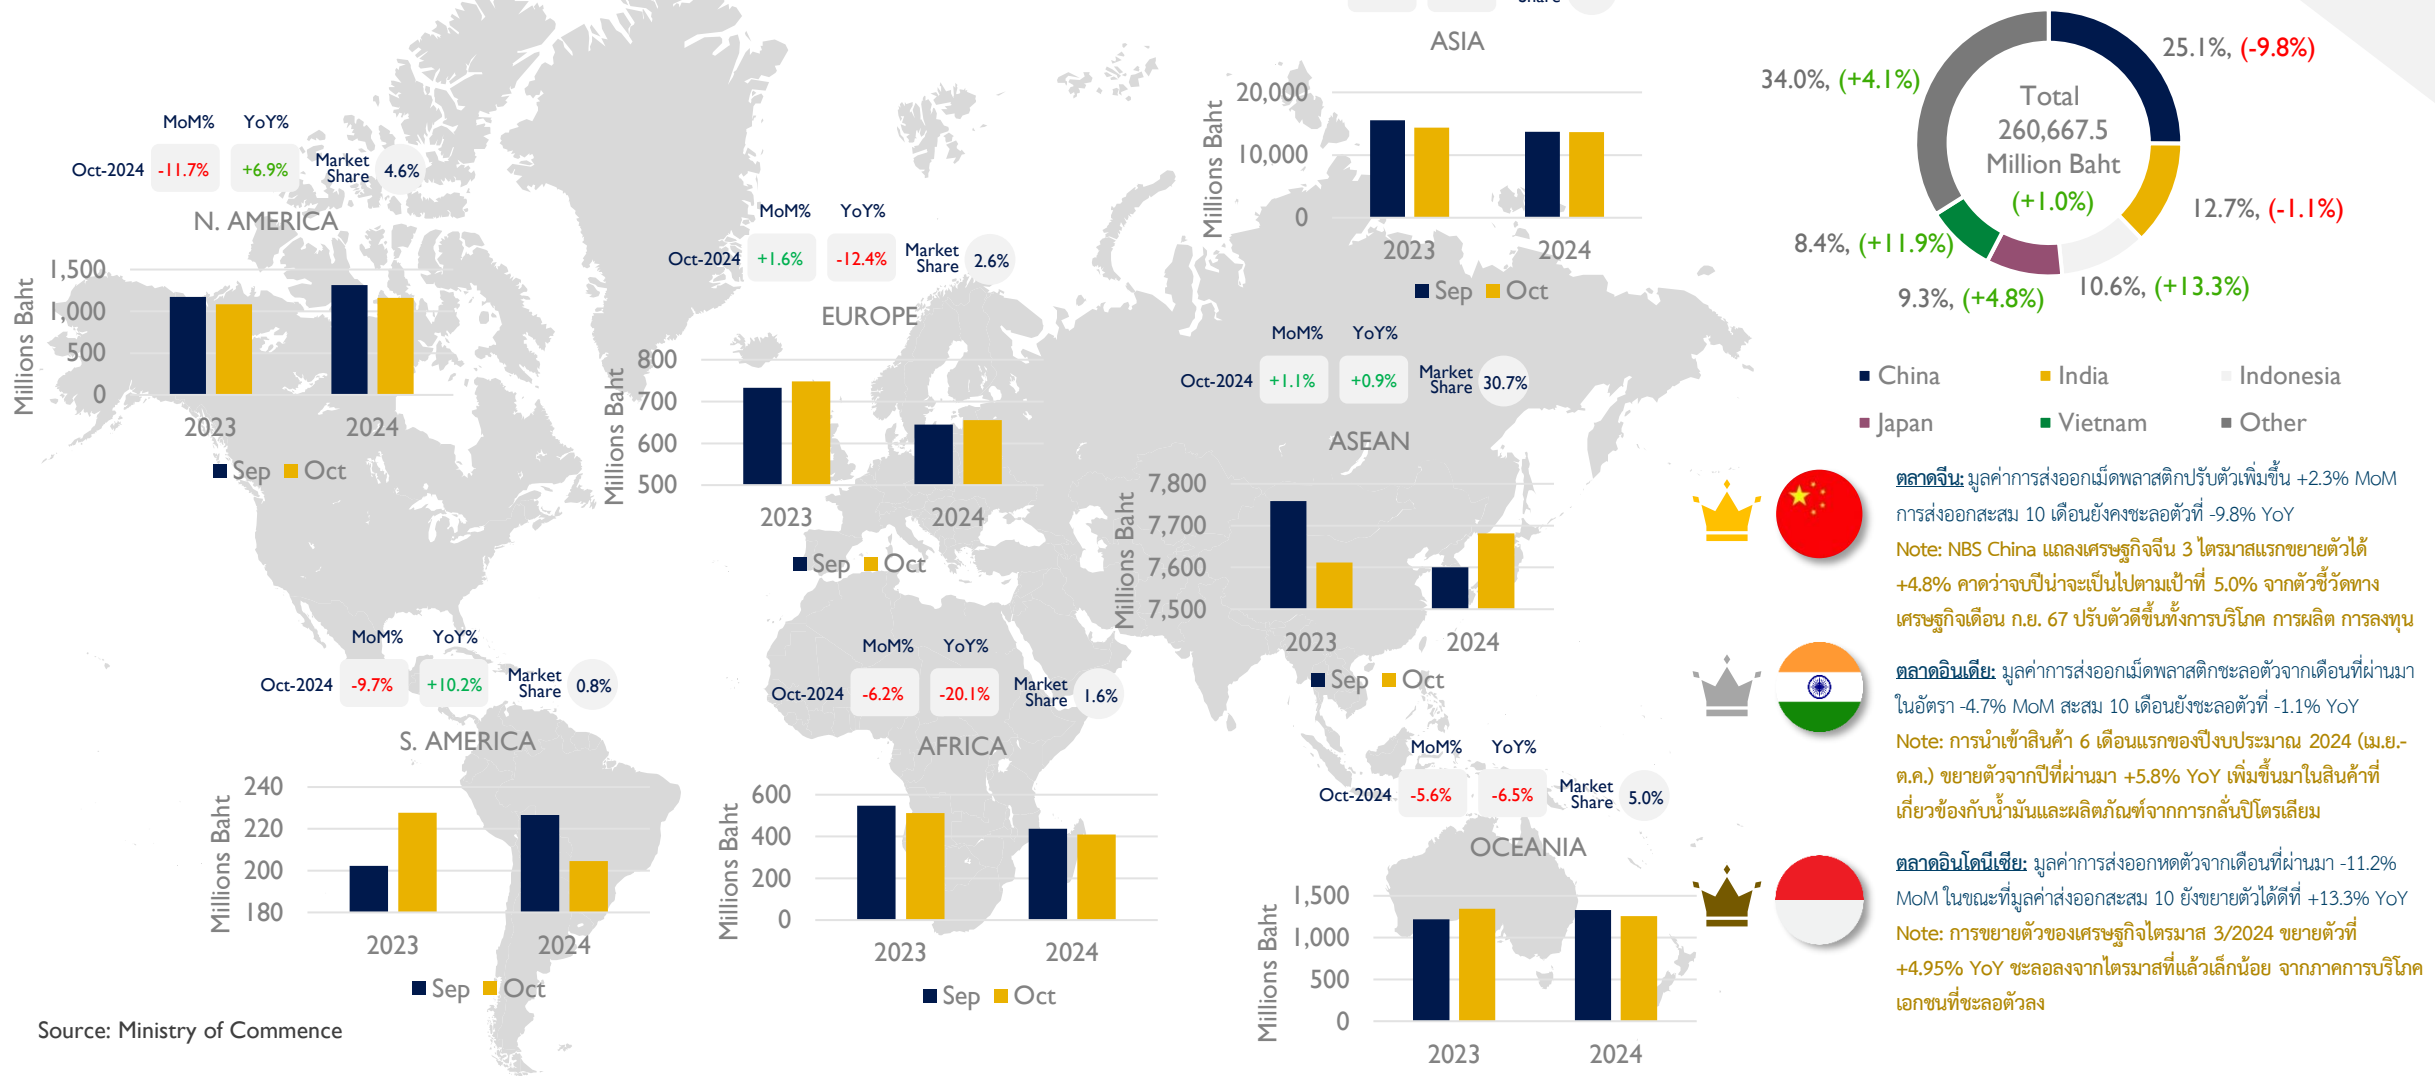 MoM% YoY%
Oct-2024 -11.7% +6.9% Market Share 4.6%
N. AMERICA
Millions Baht
1,500
1,000
500
0
2023 2024
Sep Oct
MoM% YoY%
Oct-2024 +1.6% -12.4% Market Share 2.6%
EUROPE
Millions Baht
800
700
600
500
2023 2024
Sep Oct
Share
ASIA
Millions Baht
20,000
10,000
0
2023 2024
Sep Oct
MoM% YoY%
Oct-2024 +1.1% +0.9% Market Share 30.7%
ASEAN
Millions Baht
7,800
7,700
7,600
7,500
2023 2024
Sep Oct
MoM% YoY%
Oct-2024 -9.7% +10.2% Market Share 0.8%
S. AMERICA
Millions Baht
240
220
200
180
2023 2024
Sep Oct
MoM% YoY%
Oct-2024 -6.2% -20.1% Market Share 1.6%
AFRICA
Millions Baht
600
400
200
0
2023 2024
Sep Oct
MoM% YoY%
Oct-2024 -5.6% -6.5% Market Share 5.0%
OCEANIA
Millions Baht
1,500
1,000
500
0
2023 2024
Sep Oct
Source: Ministry of Commence
25.1%, (-9.8%)
34.0%, (+4.1%)
Total
260,667.5
Million Baht
(+1.0%)
12.7%, (-1.1%)
8.4%, (+11.9%)
10.6%, (+13.3%)
9.3%, (+4.8%)
China India Indonesia
Japan Vietnam Other
ตลาดจีน: มูลค่าการส่งออกเม็ดพลาสติกปรับตัวเพิ่มขึ้น +2.3% MoM
การส่งออกสะสม 10 เดือนยังคงชะลอตัวที่ -9.8% YoY
Note: NBS China แถลงเศรษฐกิจจีน 3 ไตรมาสแรกขยายตัวได้
+4.8% คาดว่าจบปีน่าจะเป็นไปตามเป้าที่ 5.0% จากตัวชี้วัดทาง
เศรษฐกิจเดือน ก.ย. 67 ปรับตัวดีขึ้นทั้งการบริโภค การผลิต การลงทุน
ตลาดอินเดีย: มูลค่าการส่งออกเม็ดพลาสติกชะลอตัวจากเดือนที่ผ่านมา
ในอัตรา -4.7% MoM สะสม 10 เดือนยังชะลอตัวที่ -1.1% YoY
Note: การนำเข้าสินค้า 6 เดือนแรกของปีงบประมาณ 2024 (เม.ย.-
ต.ค.) ขยายตัวจากปีที่ผ่านมา +5.8% YoY เพิ่มขึ้นมาในสินค้าที่
เกี่ยวข้องกับน้ำมันและผลิตภัณฑ์จากการกลั่นปิโตรเลียม
ตลาดอินโดนีเซีย: มูลค่าการส่งออกหดตัวจากเดือนที่ผ่านมา -11.2%
MoM ในขณะที่มูลค่าส่งออกสะสม 10 ยังขยายตัวได้ดีที่ +13.3% YoY
Note: การขยายตัวของเศรษฐกิจไตรมาส 3/2024 ขยายตัวที่
+4.95% YoY ชะลอลงจากไตรมาสที่แล้วเล็กน้อย จากภาคการบริโภค
เอกชนที่ชะลอตัวลง